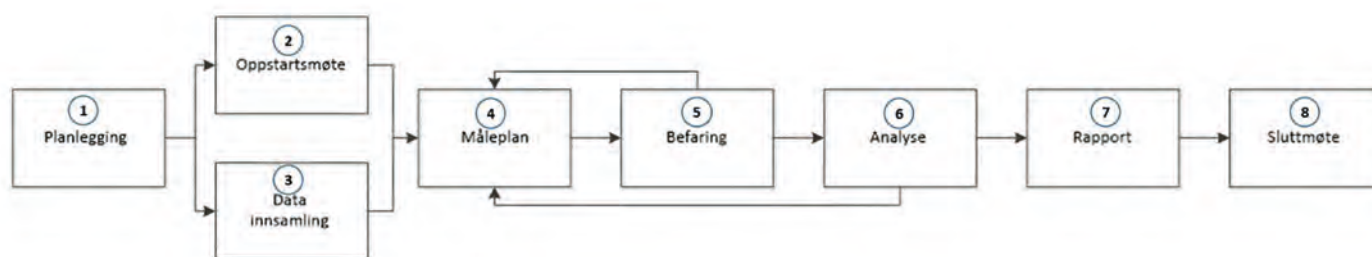 1
Planlegging
2
Oppstartsmøte
3
Data
innsamling
4
Måleplan
5
Befaring
6
Analyse
7
Rapport
8
Sluttmøte